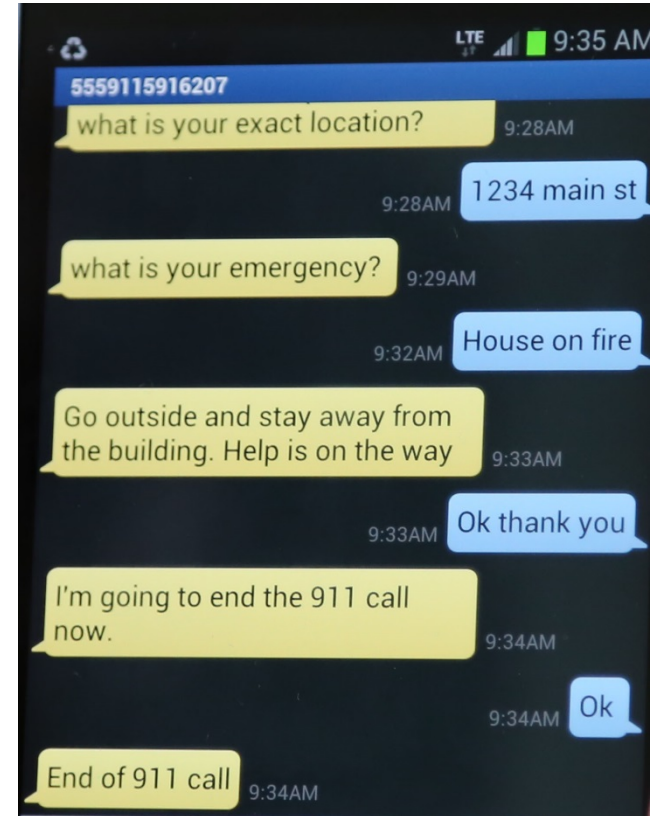 LTE 9:35 AM
5559115916207
what is your exact location? 9:28AM
9:28AM 1234 main st
what is your emergency? 9:29AM
9:32AM House on fire
Go outside and stay away from
the building. Help is on the way 9:33AM
9:33AM Ok thank you
I'm going to end the 911 call
now. 9:34AM
9:34AM Ok
End of 911 call 9:34AM